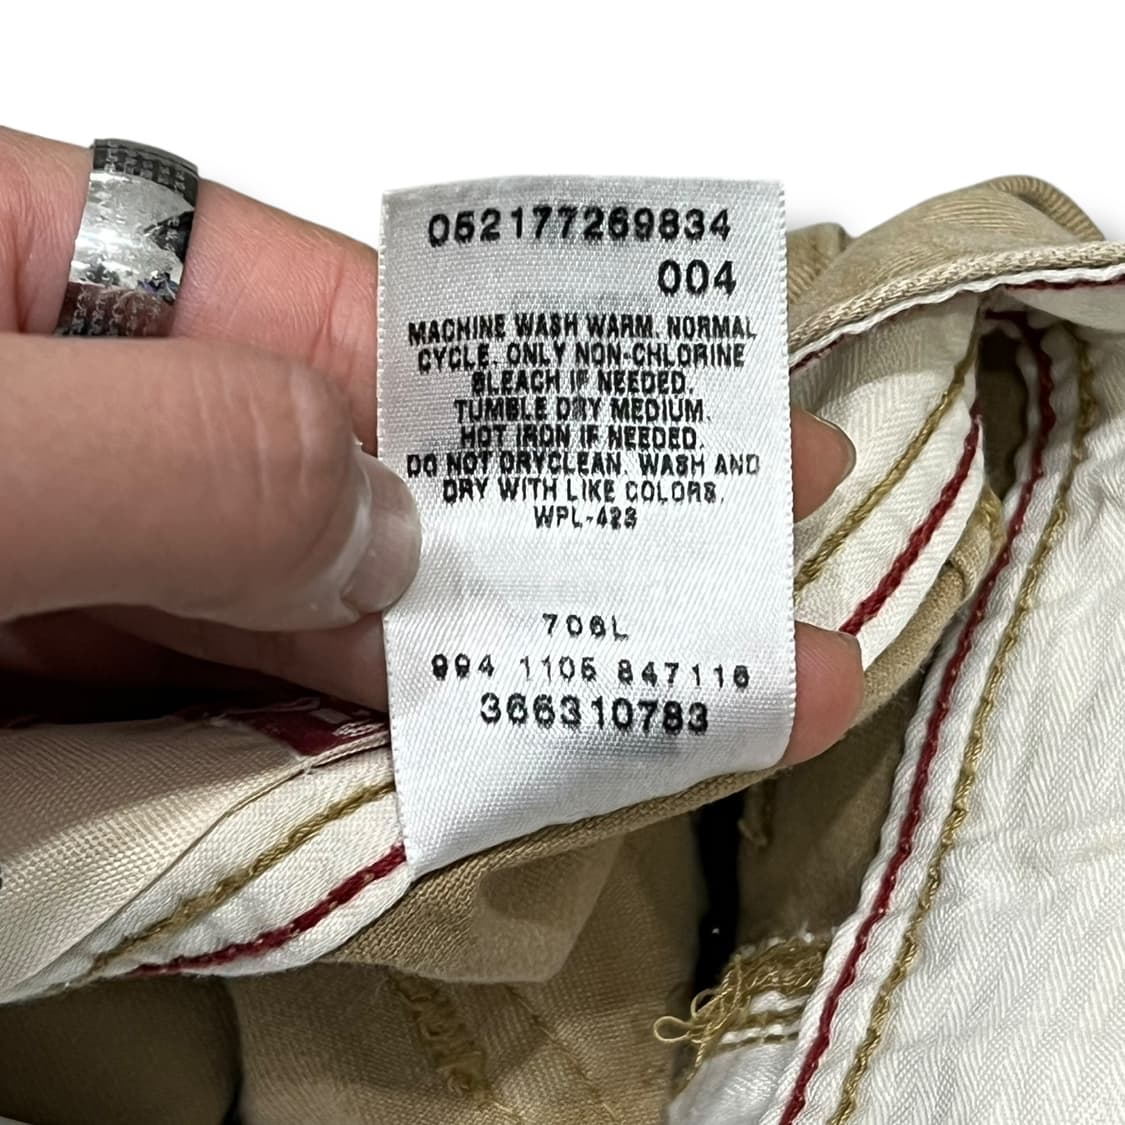 052177269834
004
MACHINE WASH WARM. NORMAL
CYCLE. ONLY NON-CHLORINE
BLEACH IF NEEDED.
TUMBLE DRY MEDIUM.
HOT IRON IF NEEDED.
DO NOT DRYCLEAN. WASH AND
DRY WITH LIKE COLORS.
WPL-423
706L
994 1105 847116
366310783